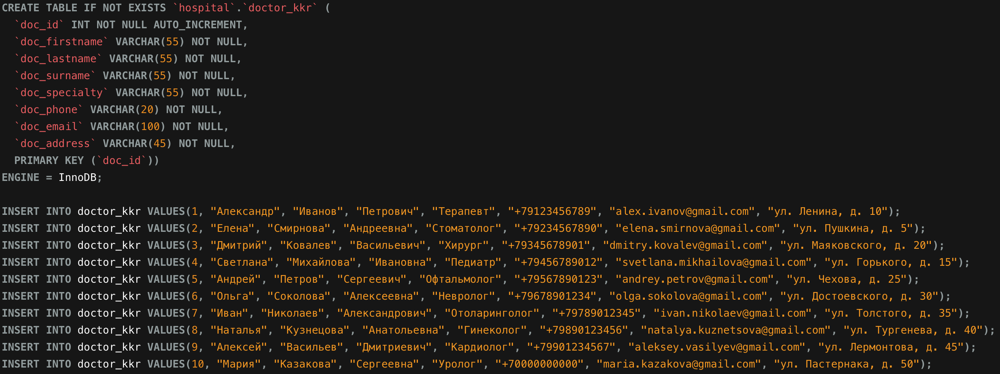 CREATE TABLE IF NOT EXISTS `hospital`.`doctor_kkr` (
  `doc_id` INT NOT NULL AUTO_INCREMENT,
  `doc_firstname` VARCHAR(55) NOT NULL,
  `doc_lastname` VARCHAR(55) NOT NULL,
  `doc_surname` VARCHAR(55) NOT NULL,
  `doc_specialty` VARCHAR(55) NOT NULL,
  `doc_phone` VARCHAR(20) NOT NULL,
  `doc_email` VARCHAR(100) NOT NULL,
  `doc_address` VARCHAR(45) NOT NULL,
  PRIMARY KEY (`doc_id`))
ENGINE = InnoDB;

INSERT INTO doctor_kkr VALUES(1, "Александр", "Иванов", "Петрович", "Терапевт", "+79123456789", "alex.ivanov@gmail.com", "ул. Ленина, д. 10");
INSERT INTO doctor_kkr VALUES(2, "Елена", "Смирнова", "Андреевна", "Стоматолог", "+79234567890", "elena.smirnova@gmail.com", "ул. Пушкина, д. 5");
INSERT INTO doctor_kkr VALUES(3, "Дмитрий", "Ковалев", "Васильевич", "Хирург", "+79345678901", "dmitry.kovalev@gmail.com", "ул. Маяковского, д. 20");
INSERT INTO doctor_kkr VALUES(4, "Светлана", "Михайлова", "Ивановна", "Педиатр", "+79456789012", "svetlana.mikhailova@gmail.com", "ул. Горького, д. 15");
INSERT INTO doctor_kkr VALUES(5, "Андрей", "Петров", "Сергеевич", "Офтальмолог", "+79567890123", "andrey.petrov@gmail.com", "ул. Чехова, д. 25");
INSERT INTO doctor_kkr VALUES(6, "Ольга", "Соколова", "Алексеевна", "Невролог", "+79678901234", "olga.sokolova@gmail.com", "ул. Достоевского, д. 30");
INSERT INTO doctor_kkr VALUES(7, "Иван", "Николаев", "Александрович", "Отоларинголог", "+79789012345", "ivan.nikolaev@gmail.com", "ул. Толстого, д. 35");
INSERT INTO doctor_kkr VALUES(8, "Наталья", "Кузнецова", "Анатольевна", "Гинеколог", "+79890123456", "natalya.kuznetsova@gmail.com", "ул. Тургенева, д. 40");
INSERT INTO doctor_kkr VALUES(9, "Алексей", "Васильев", "Дмитриевич", "Кардиолог", "+79901234567", "aleksey.vasilyev@gmail.com", "ул. Лермонтова, д. 45");
INSERT INTO doctor_kkr VALUES(10, "Мария", "Казакова", "Сергеевна", "Уролог", "+70000000000", "maria.kazakova@gmail.com", "ул. Пастернака, д. 50");